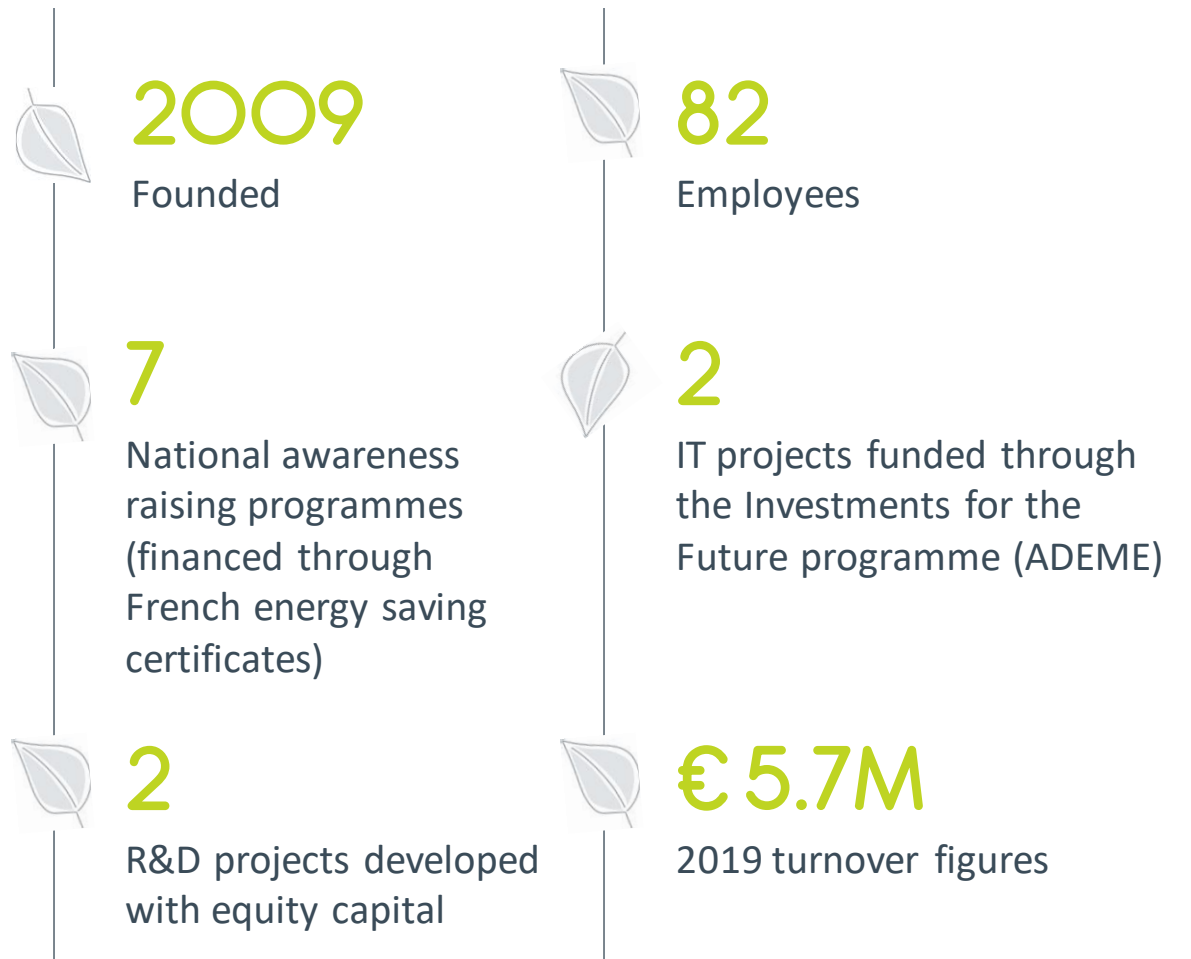 2009
Founded
82
Employees
7
National awareness
raising programmes
(financed through
French energy saving
certificates)
2
IT projects funded through
the Investments for the
Future programme (ADEME)
2
R&D projects developed
with equity capital
€ 5.7M
2019 turnover figures